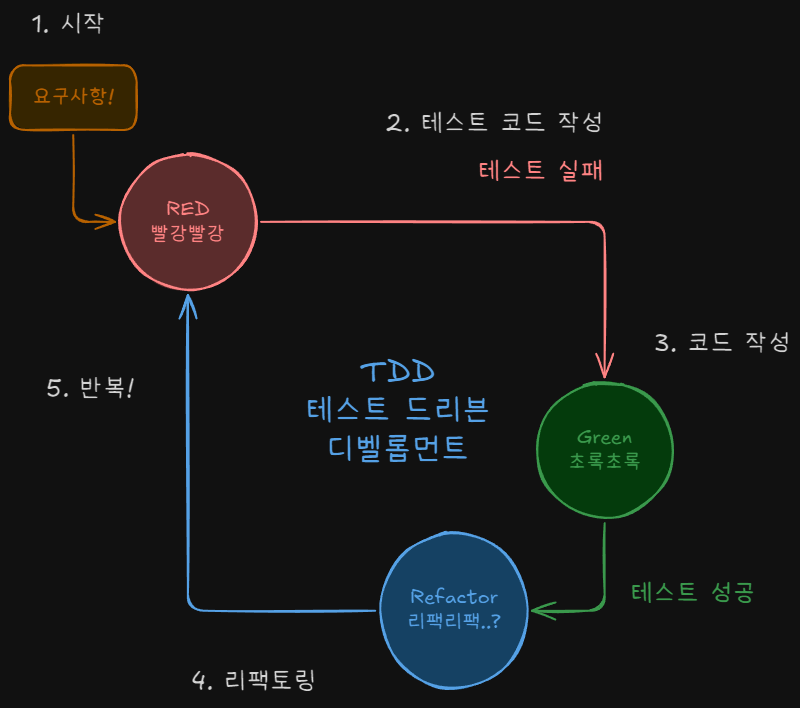 1. 시작
요구사항!
2. 테스트 코드 작성
테스트 실패
RED
빨강빨강
3. 코드 작성
TDD
테스트 드리븐
디벨롭먼트
5. 반복!
Green
초록초록
테스트 성공
Refactor
리팩리팩..?
4. 리팩토링